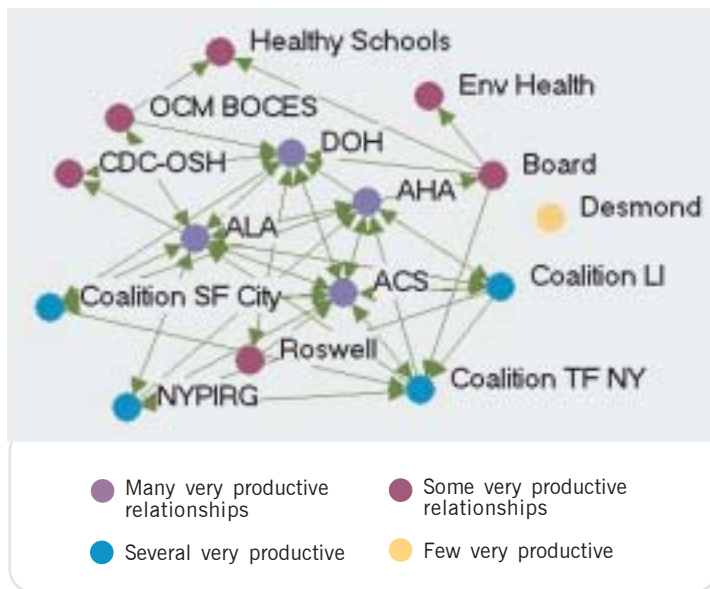 Healthy Schools
Env Health
OCM BOCES
DOH
CDC-OSH
Board
AHA
Desmond
ALA
ACS
Coalition LI
Coalition SF City
Roswell
Coalition TF NY
NYPIRG
Many very productive
relationships
Some very productive
relationships
Several very productive
Few very productive